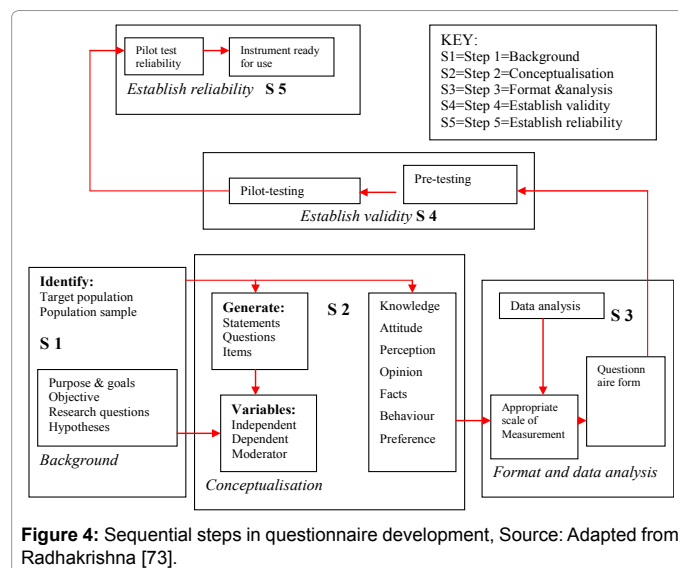 Pilot test
reliability
Instrument ready
for use
Establish reliability S 5
KEY:
S1=Step 1=Background
S2=Step 2=Conceptualisation
S3=Step 3=Format &analysis
S4=Step 4=Establish validity
S5=Step 5=Establish reliability
Pilot-testing
Pre-testing
Establish validity S 4
Identify:
Target population
Population sample
S 1
Purpose & goals
Objective
Research questions
Hypotheses
Background
Generate:
Statements
Questions
Items
S 2
Variables:
Independent
Dependent
Moderator
Conceptualisation
Knowledge
Attitude
Perception
Opinion
Facts
Behaviour
Preference
Data analysis
S 3
Appropriate
scale of
Measurement
Questionn
aire form
Format and data analysis
Figure 4: Sequential steps in questionnaire development, Source: Adapted from
Radhakrishna [73].